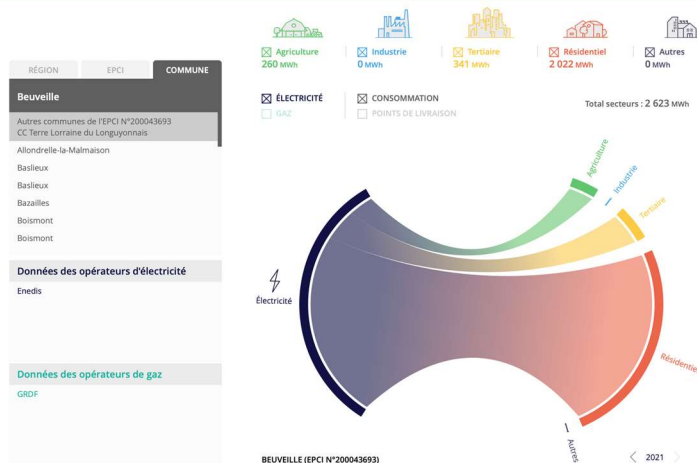 Agriculture
260 MWh
Industrie
0 MWh
Tertiaire
341 MWh
Résidentiel
2 022 MWh
Autres
0 MWh
RÉGION
EPCI
COMMUNE
Beuveille
Autres communes de l'EPCI N°200043693
CC Terre Lorraine du Longuyonnais
Allondrelle-la-Malmaison
Baslieux
Baslieux
Bazailles
Boismont
Boismont
Données des opérateurs d'électricité
Enedis
Données des opérateurs de gaz
GRDF
ÉLECTRICITÉ
GAZ
CONSOMMATION
POINTS DE LIVRAISON
Total secteurs : 2 623 MWh
Agriculture
Industrie
Tertiaire
Électricité
Résidentiel
Autres
BEUVEILLE (EPCI N°200043693)
2021